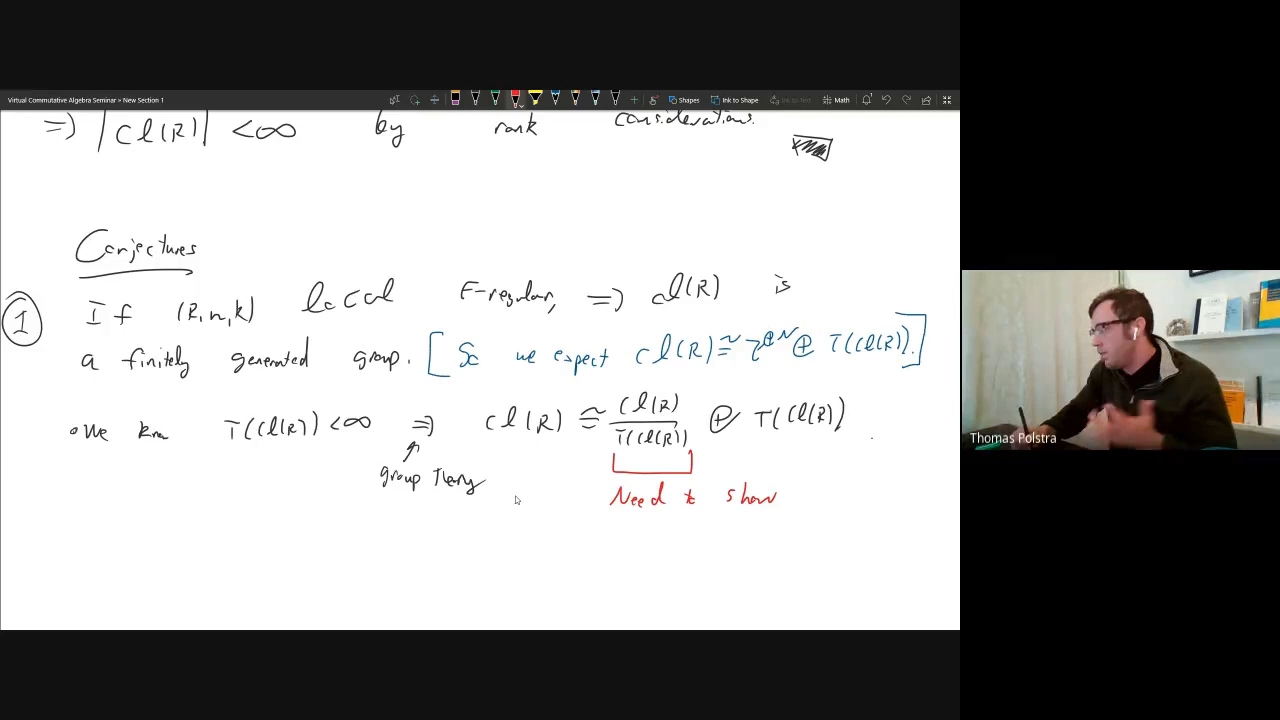 Virtual Commutative Algebra Seminar > New Section 1
Shapes
Ink to Shape
Math
=> |Cl(R)| < ∞ by rank considerations.
Conjectures
① If (R, m, k) local F-regular, => Cl(R) is
a finitely generated group. [So we expect Cl(R) ≅ Z^{⊕N} ⊕ T(Cl(R)).]
• We know T(Cl(R)) < ∞ => Cl(R) ≅ Cl(R)/T(Cl(R)) ⊕ T(Cl(R)).
group Theory
Need to show
Thomas Polstra